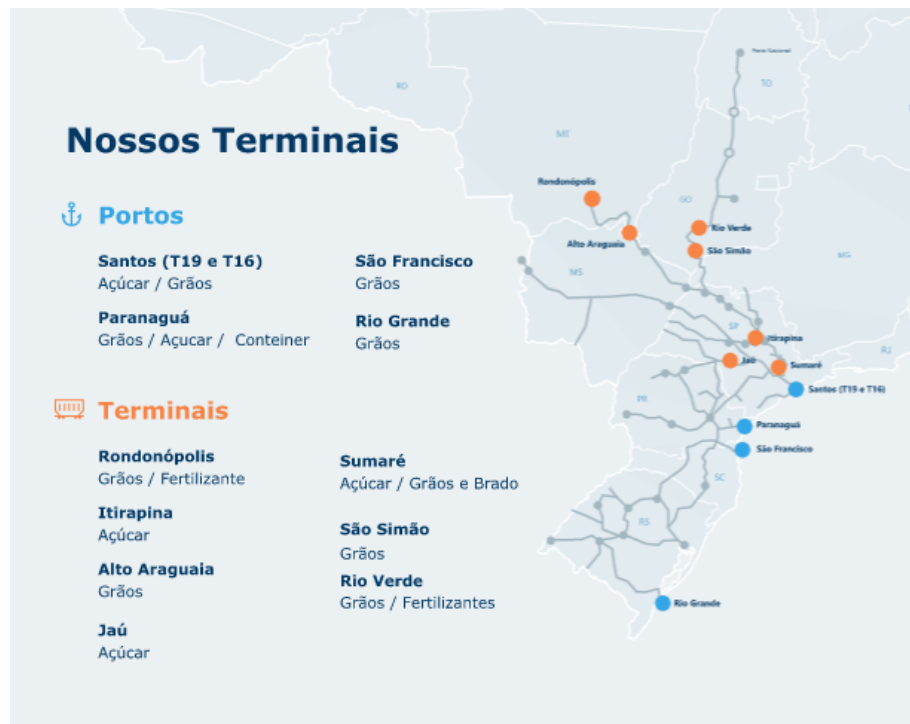 Nossos Terminais
Portos
Santos (T19 e T16)
Açúcar / Grãos
Paranaguá
Grãos / Açucar / Conteiner
São Francisco
Grãos
Rio Grande
Grãos
Terminais
Rondonópolis
Grãos / Fertilizante
Itirapina
Açúcar
Alto Araguaia
Grãos
Jaú
Açúcar
Sumaré
Açúcar / Grãos e Brado
São Simão
Grãos
Rio Verde
Grãos / Fertilizantes
Porto Nacional
TO
RO
MT
Rondonópolis
GO
Rio Verde
Alto Araguaia
São Simão
MG
MS
SP
Itirapina
RJ
Jaú
Sumaré
Santos (T19 e T16)
PR
Paranaguá
São Francisco
SC
RS
Rio Grande